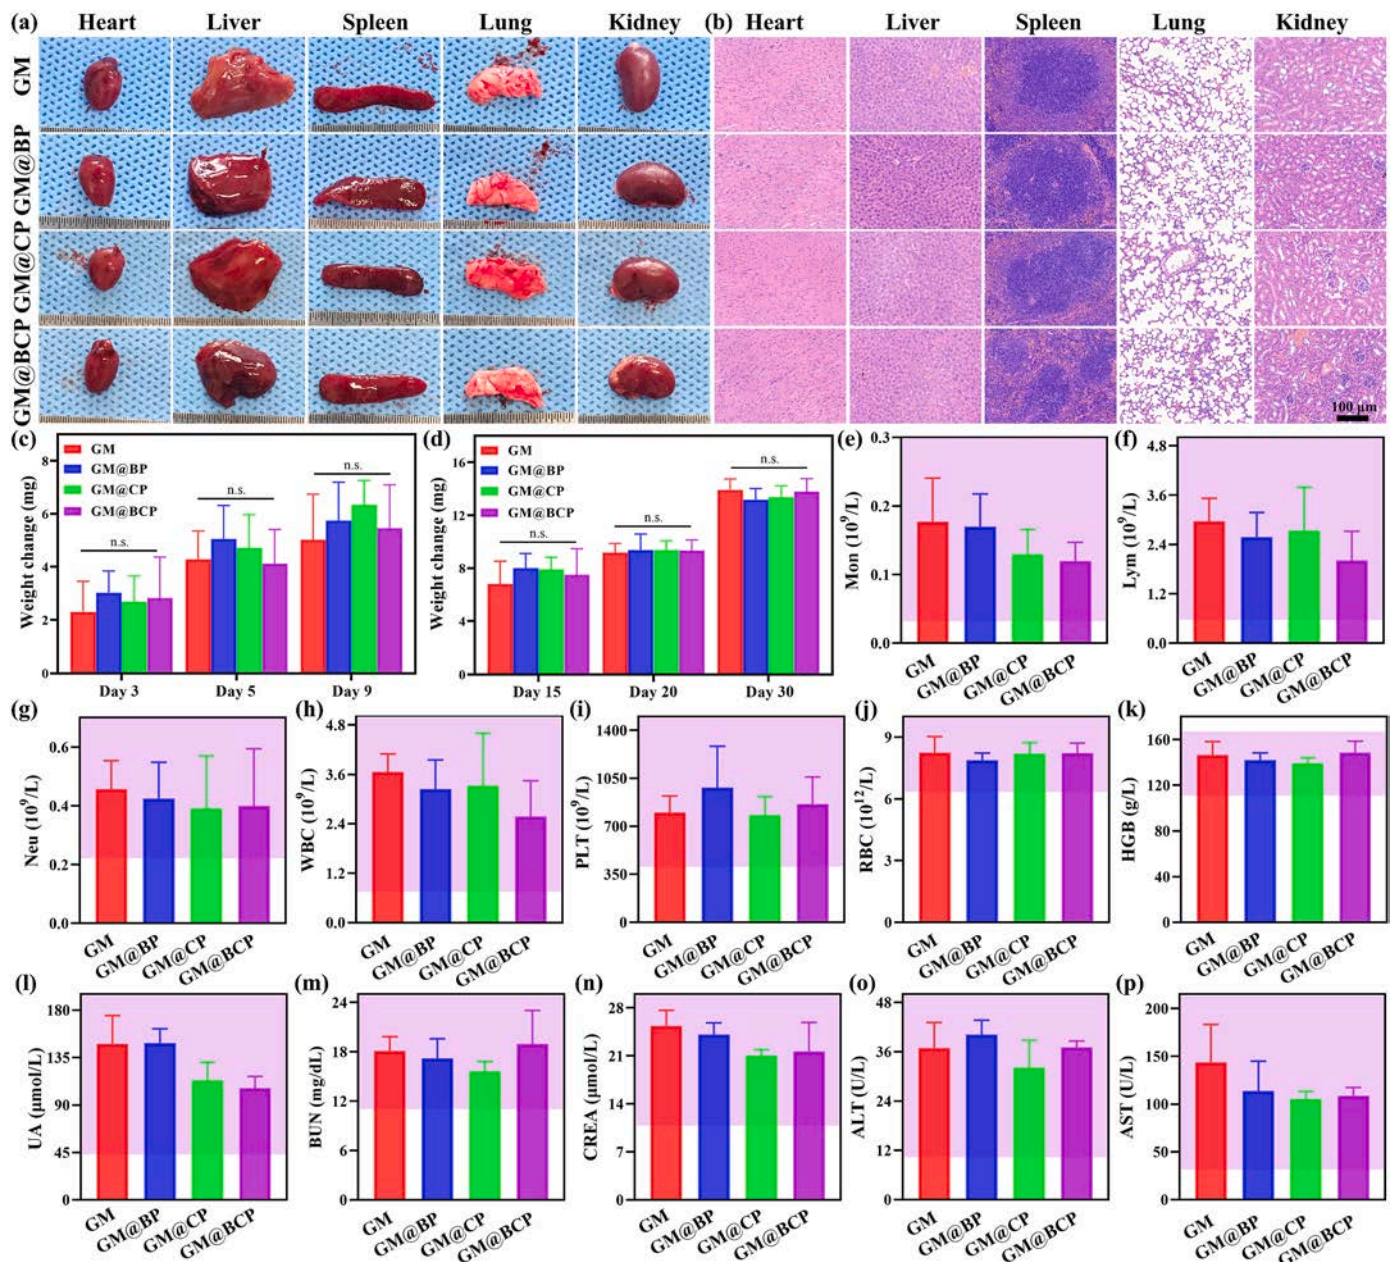 (a) Heart Liver Spleen Lung Kidney (b) Heart Liver Spleen Lung Kidney
GM
GM@BP
GM@CP
GM@BCP
100 μm
(c)
GM
GM@BP
GM@CP
GM@BCP
n.s.
n.s.
n.s.
Weight change (mg)
8
6
4
2
0
Day 3 Day 5 Day 9
(d)
GM
GM@BP
GM@CP
GM@BCP
n.s.
n.s.
n.s.
Weight change (mg)
16
12
8
4
0
Day 15 Day 20 Day 30
(e)
Mon (10⁹/L)
0.3
0.2
0.1
0.0
GM GM@BP GM@CP GM@BCP
(f)
Lym (10⁹/L)
4.8
3.6
2.4
1.2
0.0
GM GM@BP GM@CP GM@BCP
(g)
Neu (10⁹/L)
0.6
0.4
0.2
0.0
GM GM@BP GM@CP GM@BCP
(h)
WBC (10⁹/L)
4.8
3.6
2.4
1.2
0.0
GM GM@BP GM@CP GM@BCP
(i)
PLT (10⁹/L)
1400
1050
700
350
0
GM GM@BP GM@CP GM@BCP
(j)
RBC (10¹²/L)
9
6
3
0
GM GM@BP GM@CP GM@BCP
(k)
HGB (g/L)
160
120
80
40
0
GM GM@BP GM@CP GM@BCP
(l)
UA (μmol/L)
180
135
90
45
0
GM GM@BP GM@CP GM@BCP
(m)
BUN (mg/dL)
24
18
12
6
0
GM GM@BP GM@CP GM@BCP
(n)
CREA (μmol/L)
28
21
14
7
0
GM GM@BP GM@CP GM@BCP
(o)
ALT (U/L)
48
36
24
12
0
GM GM@BP GM@CP GM@BCP
(p)
AST (U/L)
200
150
100
50
0
GM GM@BP GM@CP GM@BCP